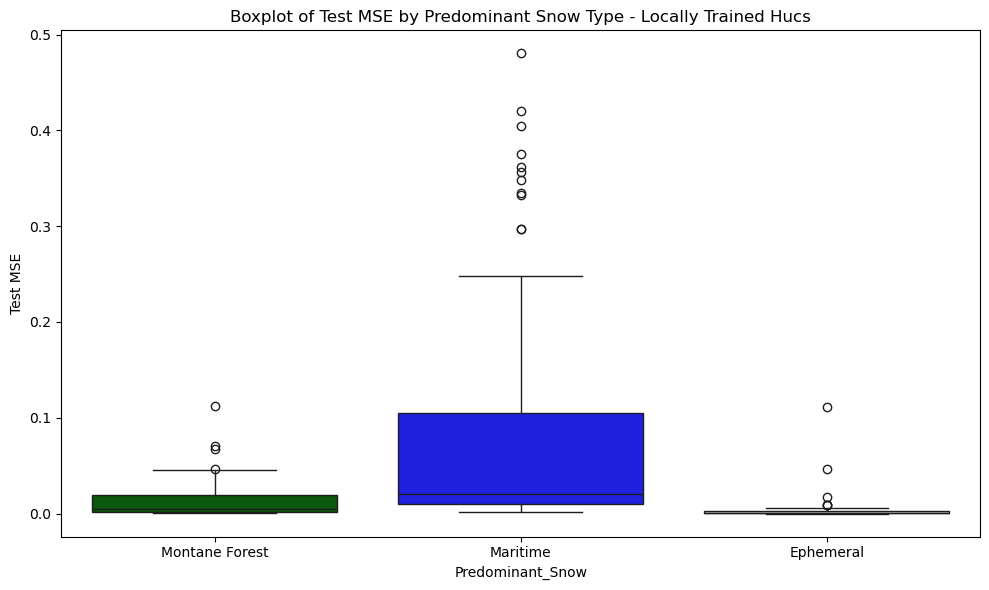 Boxplot of Test MSE by Predominant Snow Type - Locally Trained Hucs
0.5
0.4
0.3
0.2
0.1
0.0
Test MSE
Montane Forest
Maritime
Ephemeral
Predominant_Snow